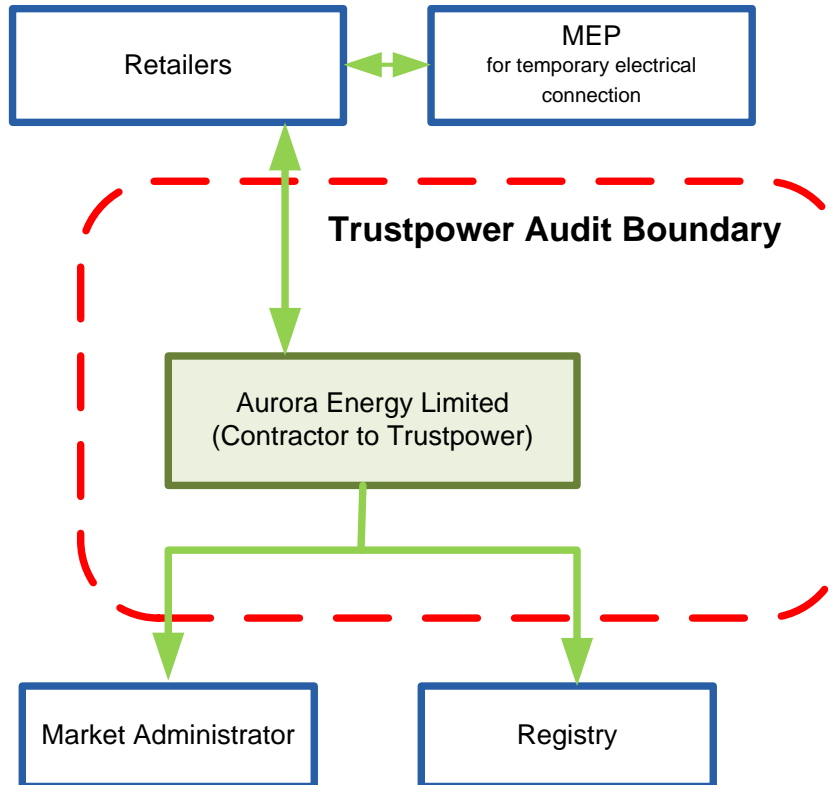 Retailers
MEP
for temporary electrical
connection
Trustpower Audit Boundary
Aurora Energy Limited
(Contractor to Trustpower)
Market Administrator
Registry